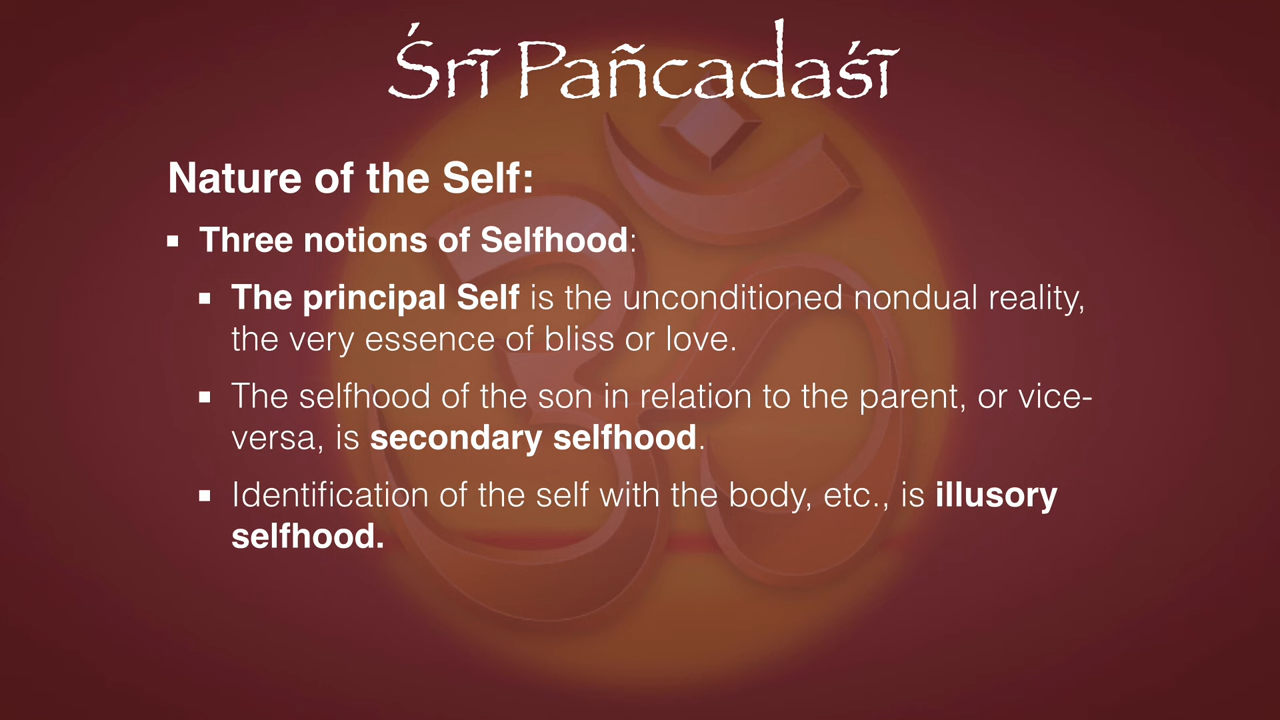 Śrī Pañcadaśī
Nature of the Self:
▪ Three notions of Selfhood:
▪ The principal Self is the unconditioned nondual reality,
the very essence of bliss or love.
▪ The selfhood of the son in relation to the parent, or vice-
versa, is secondary selfhood.
▪ Identification of the self with the body, etc., is illusory
selfhood.